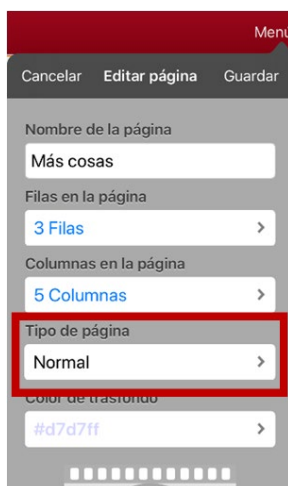 Menú
Cancelar Editar página Guardar
Nombre de la página
Más cosas
Filas en la página
3 Filas
Columnas en la página
5 Columnas
Tipo de página
Normal
Color de trasfondo
#d7d7ff